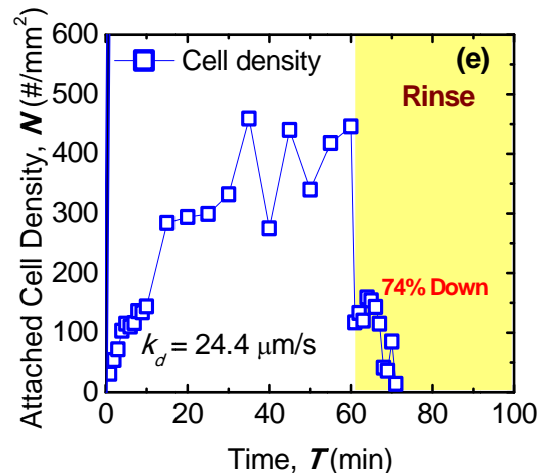 600
500
400
300
200
100
0
Attached Cell Density, N (#/mm²)
Cell density
(e)
Rinse
74% Down
k_d = 24.4 μm/s
0 20 40 60 80 100
Time, T (min)